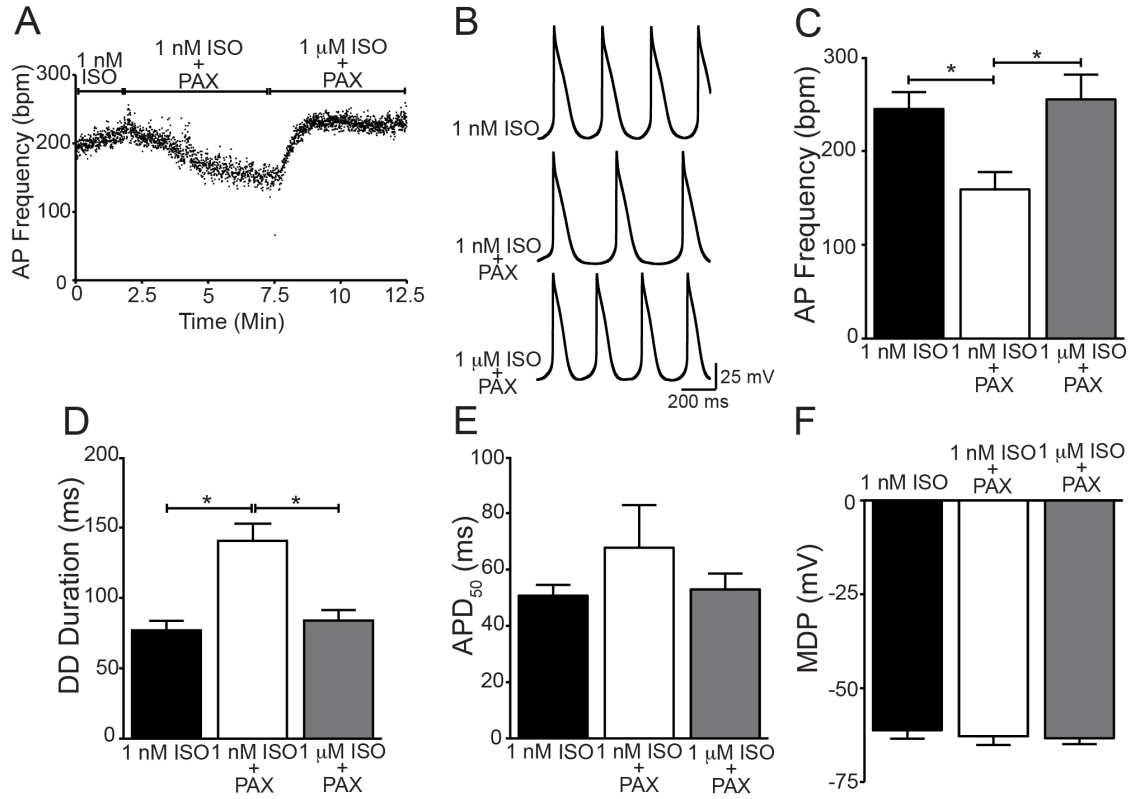 A
1 nM
ISO
1 nM ISO
+
PAX
1 μM ISO
+
PAX
AP Frequency (bpm)
300
200
100
0
0
2.5
5
7.5
10
12.5
Time (Min)
B
1 nM ISO
1 nM ISO
+
PAX
1 μM ISO
+
PAX
25 mV
200 ms
C
AP Frequency (bpm)
300
200
100
0
*
*
1 nM ISO
1 nM ISO
+
PAX
1 μM ISO
+
PAX
D
DD Duration (ms)
200
150
100
50
0
*
*
1 nM ISO
1 nM ISO
+
PAX
1 μM ISO
+
PAX
E
APD50 (ms)
100
80
60
40
20
0
1 nM ISO
1 nM ISO
+
PAX
1 μM ISO
+
PAX
F
1 nM ISO
1 nM ISO
+
PAX
1 μM ISO
+
PAX
MDP (mV)
0
-25
-50
-75